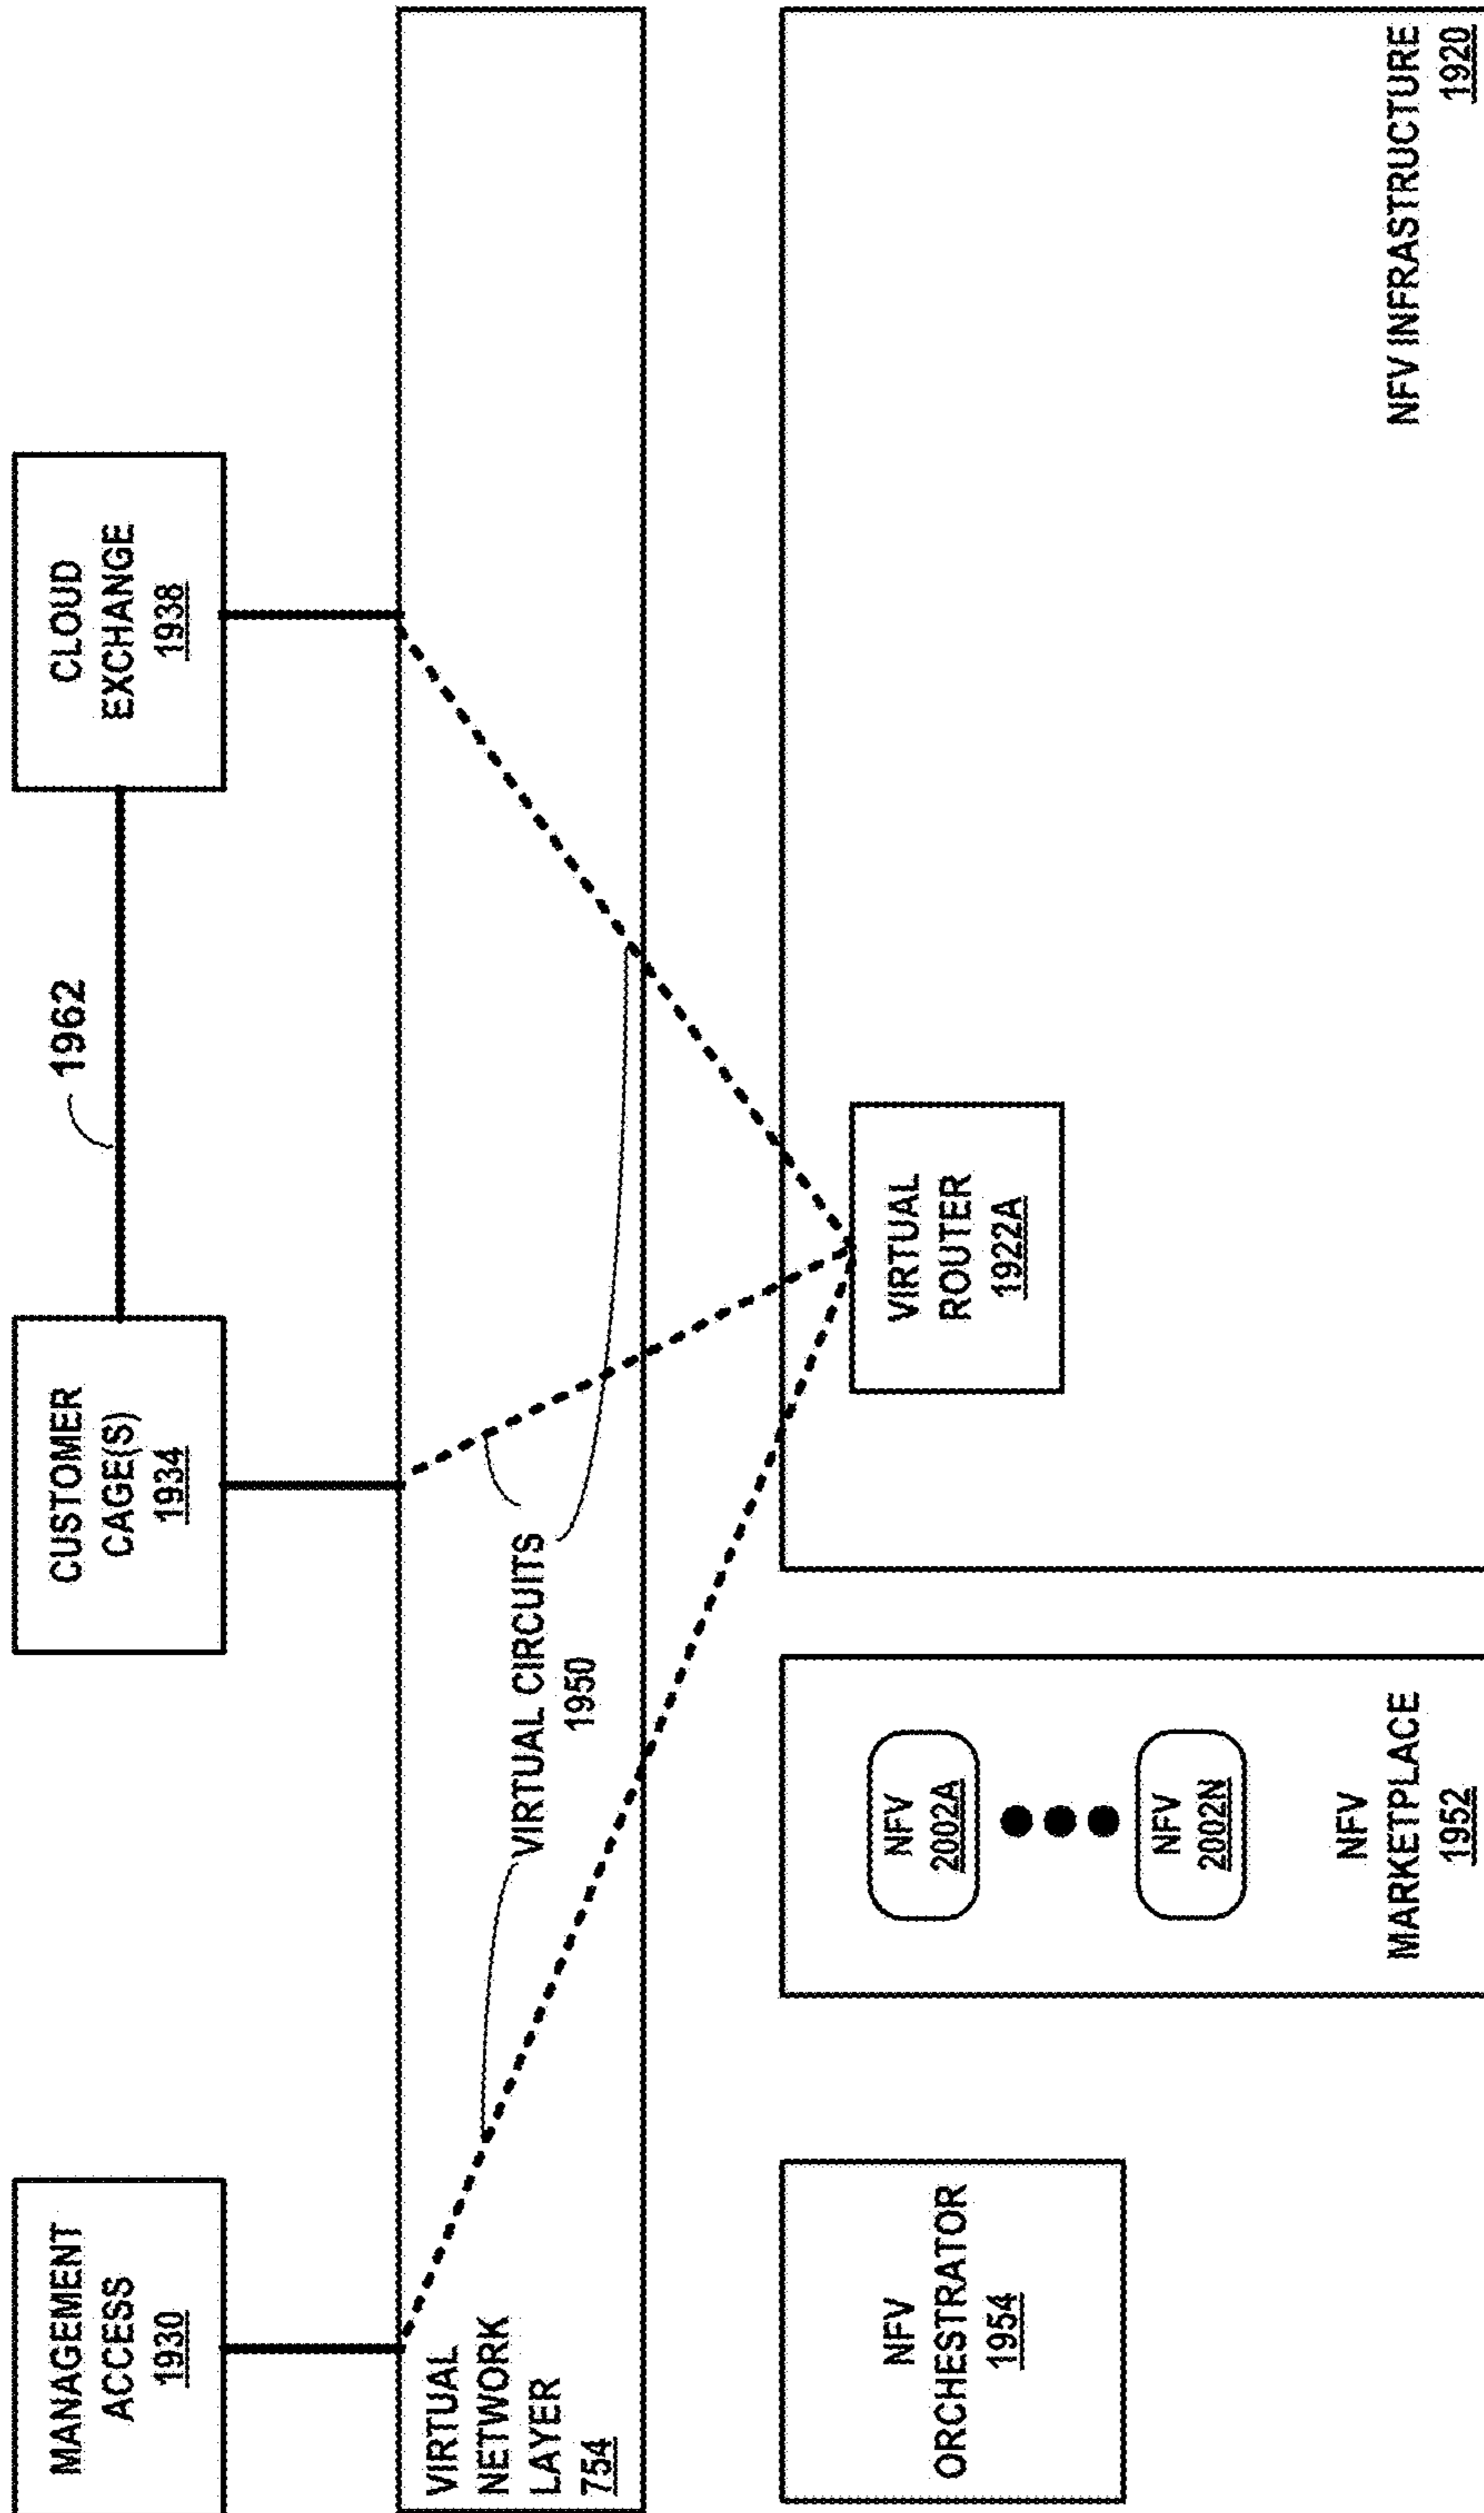 MANAGEMENT
ACCESS
1930
CUSTOMER
CAGE(S)
1934
1962
CLOUD
EXCHANGE
1938
VIRTUAL
NETWORK
LAYER
754
VIRTUAL CIRCUITS
1950
NFV
ORCHESTRATOR
1954
NFV
2002A
NFV
2002N
NFV
MARKETPLACE
1952
VIRTUAL
ROUTER
1922A
NFV INFRASTRUCTURE
1920